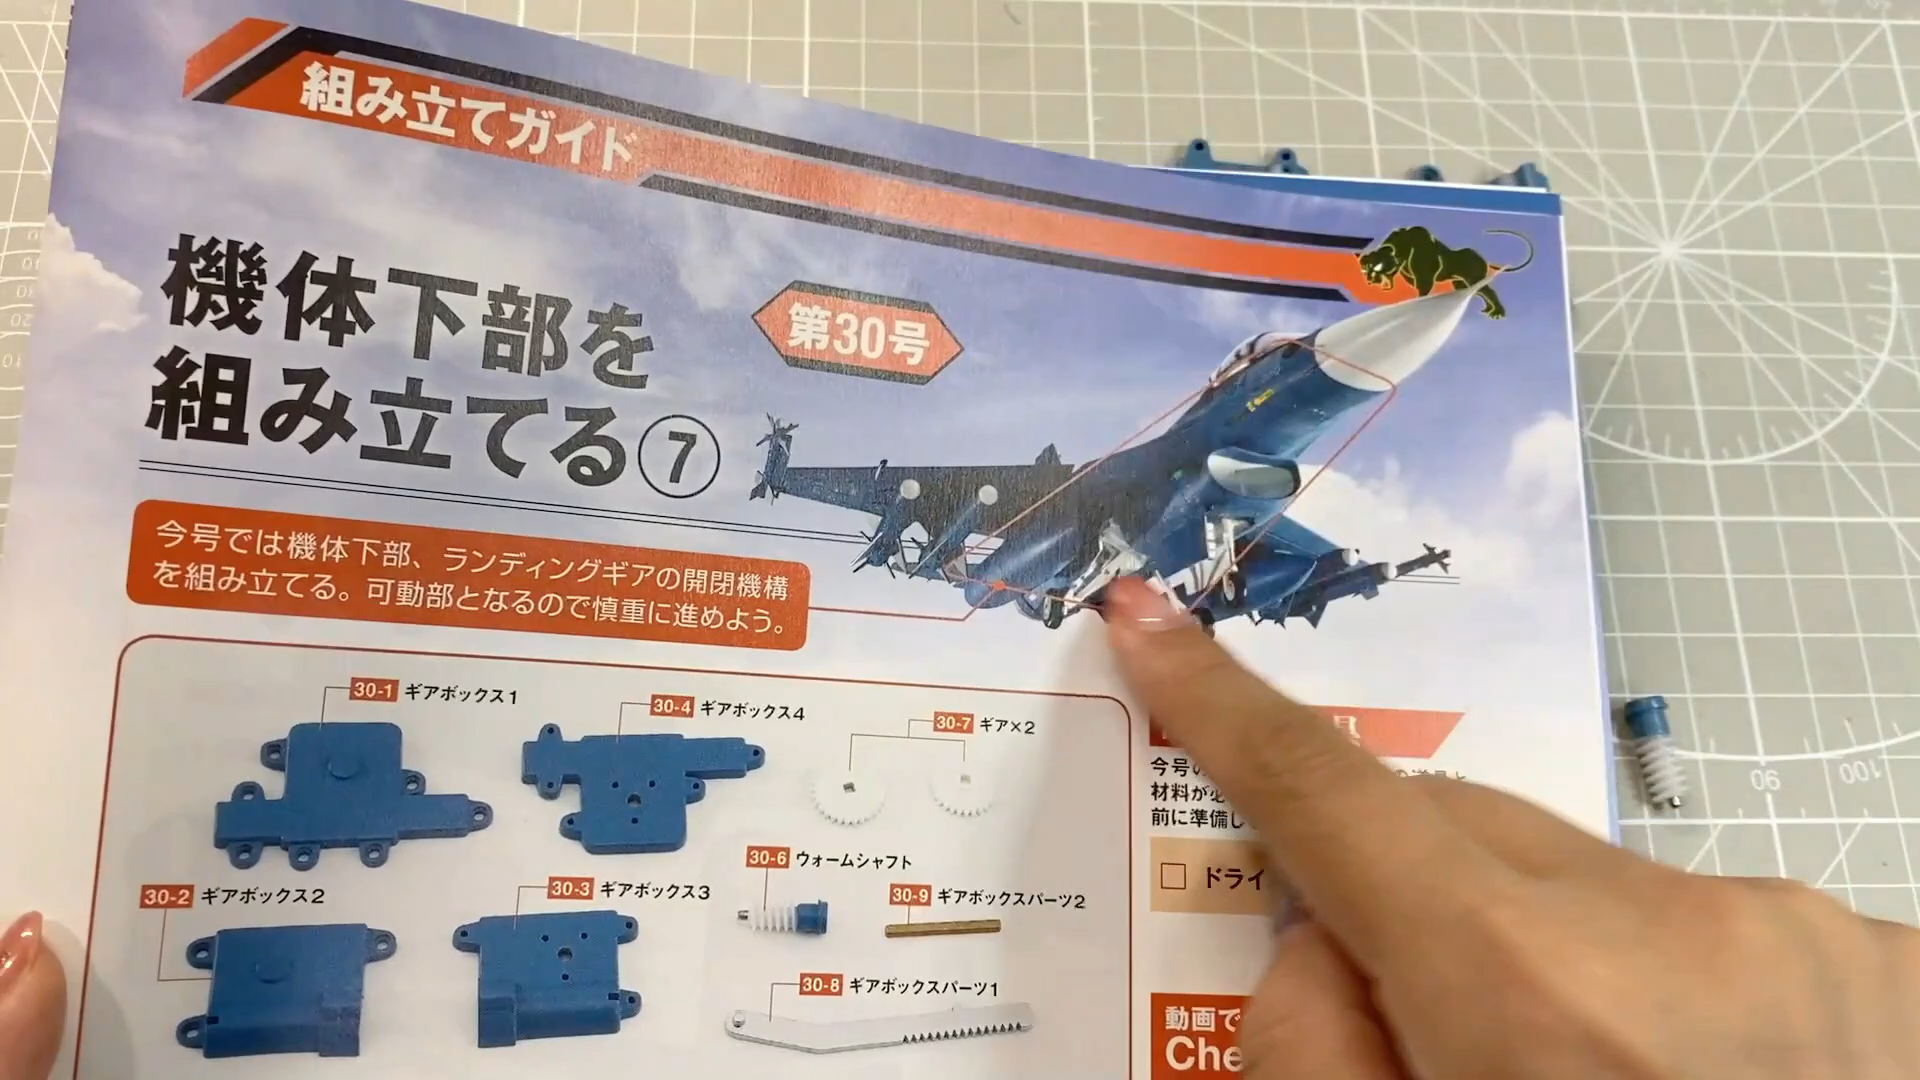 組み立てガイド
機体下部を
組み立てる⑦
第30号
今号では機体下部、ランディングギアの開閉機構
を組み立てる。可動部となるので慎重に進めよう。
30-1 ギアボックス1
30-4 ギアボックス4
30-7 ギア×2
30-6 ウォームシャフト
30-2 ギアボックス2
30-3 ギアボックス3
30-9 ギアボックスパーツ2
30-8 ギアボックスパーツ1
具
今号の
材料が必
前に準備し
ドライ
動画で
Che
90
100